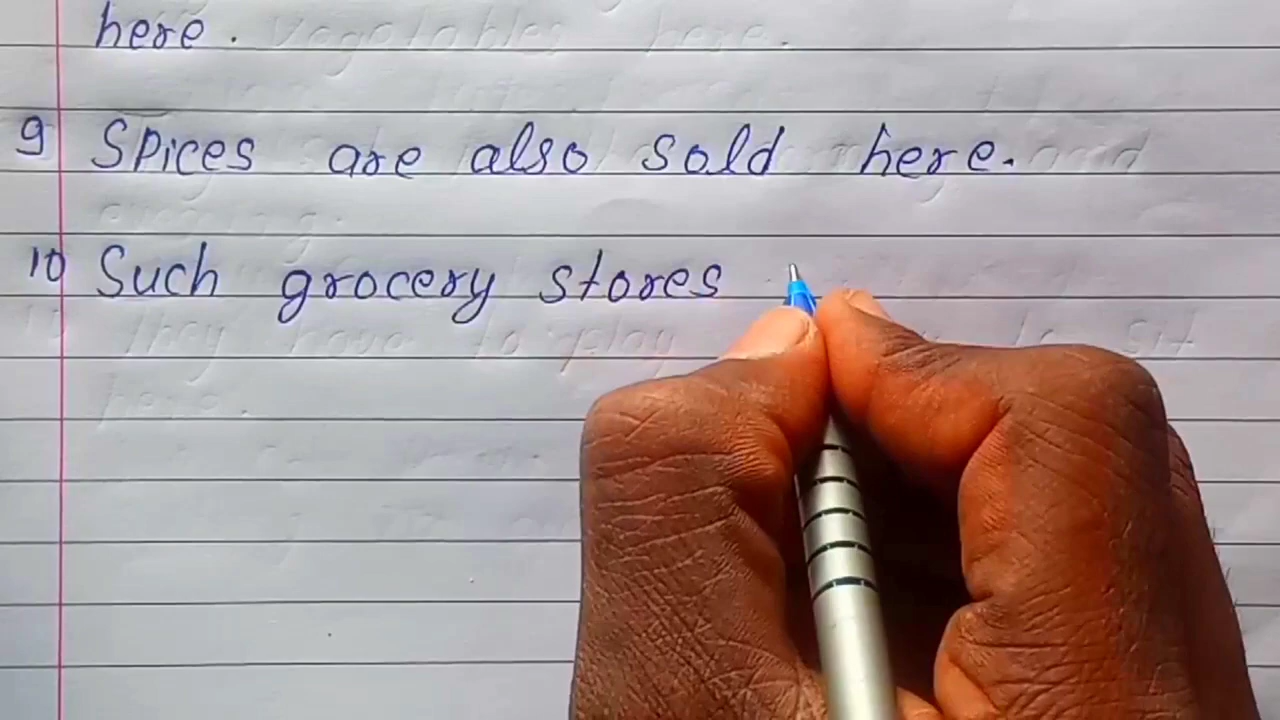 here.
9 Spices are also sold here.
10 Such grocery stores